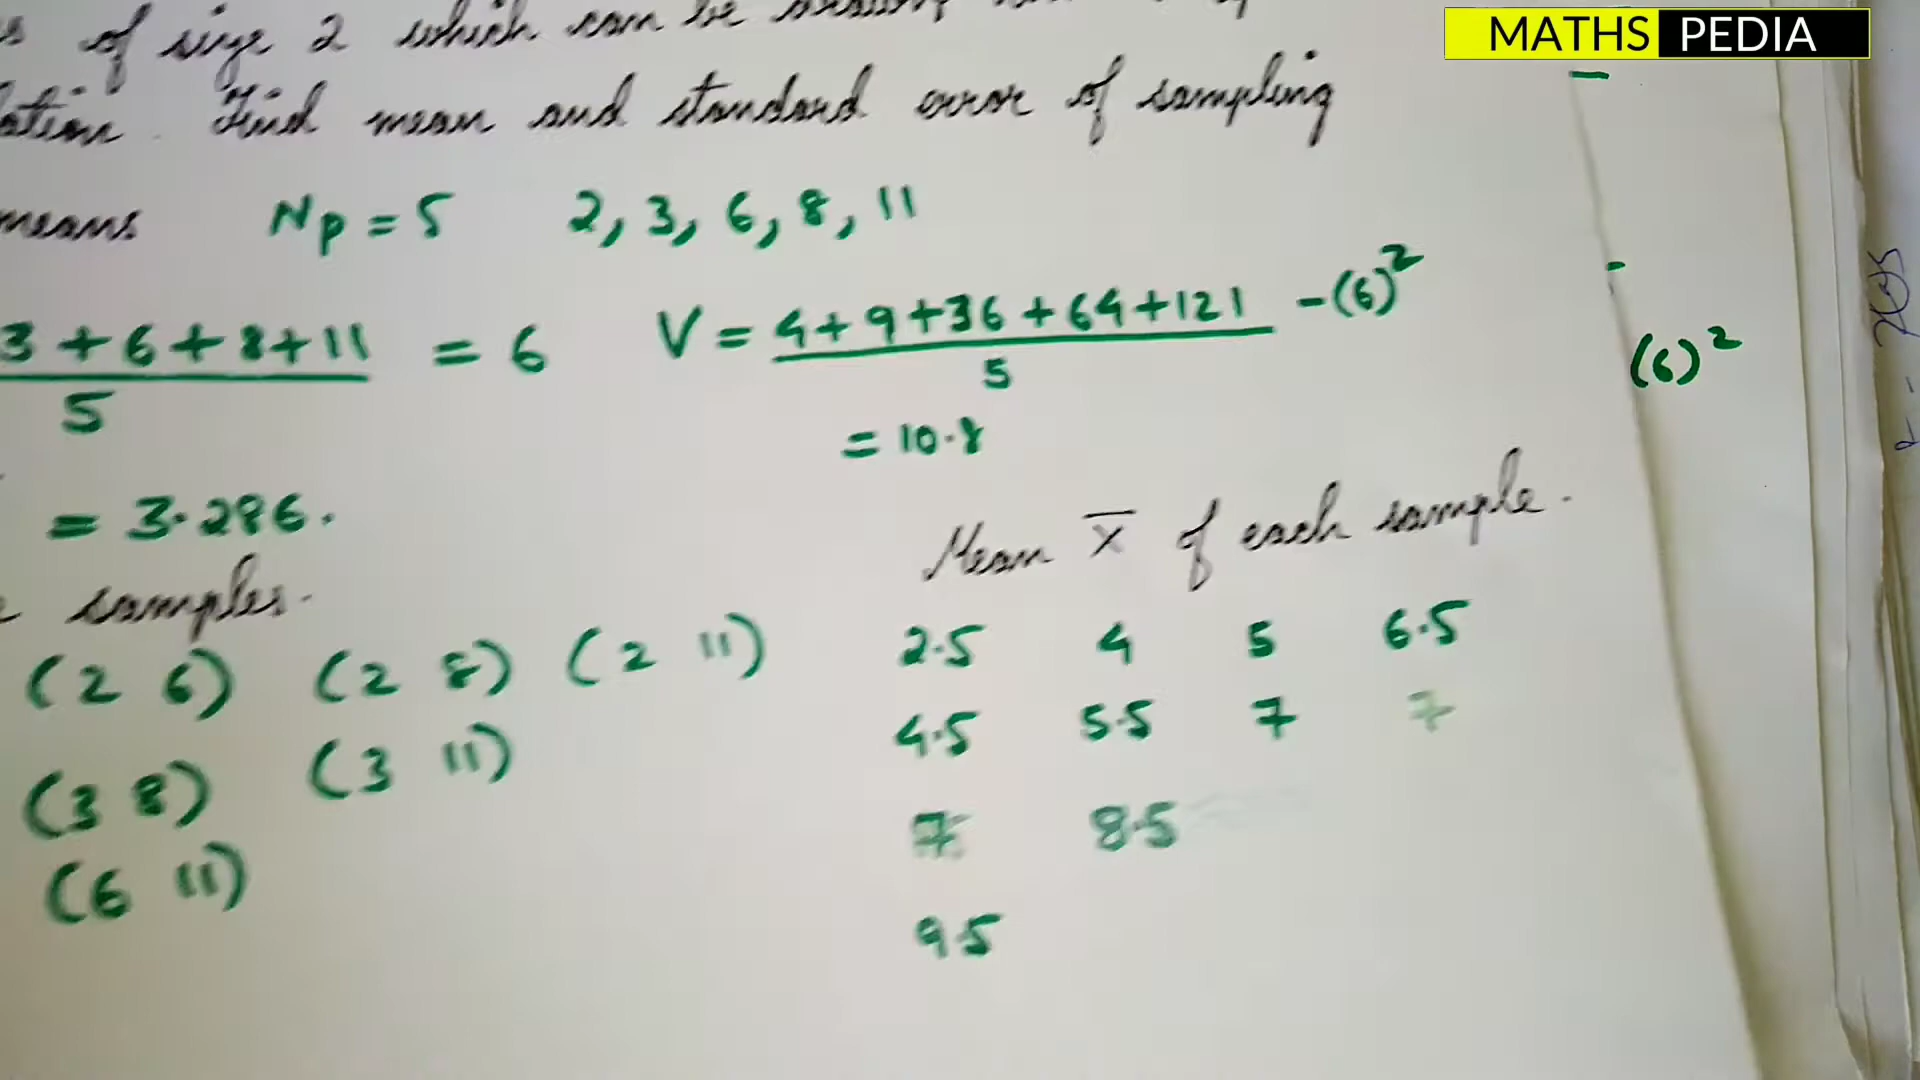 MATHS PEDIA
of size 2 which can be
Find mean and standard error of sampling
means Np = 5 2, 3, 6, 8, 11
3 + 6 + 8 + 11 = 6 V = 4 + 9 + 36 + 64 + 121 - (6)²
5 5
(6)²
= 10.8
= 3.286.
Mean x̄ of each sample.
samples.
(2 6) (2 8) (2 11) 2.5 4 5 6.5
(3 8) (3 11) 4.5 5.5 7 7
(6 11) 7 8.5
9.5